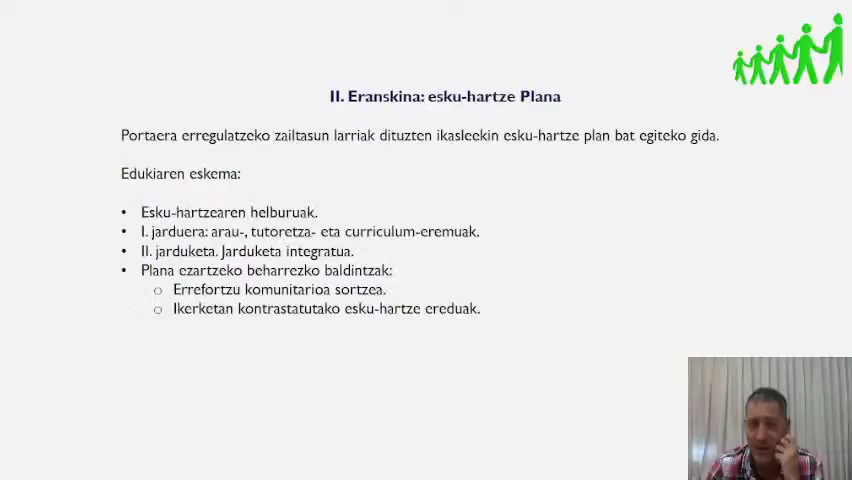 II. Eranskina: esku-hartze Plana
Portaera erregulatzeko zailtasun larriak dituzten ikasleekin esku-hartze plan bat egiteko gida.
Edukiaren eskema:
• Esku-hartzearen helburuak.
• I. jarduera: arau-, tutoretza- eta curriculum-eremuak.
• II. jarduketa. Jarduketa integratua.
• Plana ezartzeko beharrezko baldintzak:
o Errefortzu komunitarioa sortzea.
o Ikerketan kontrastatutako esku-hartze ereduak.